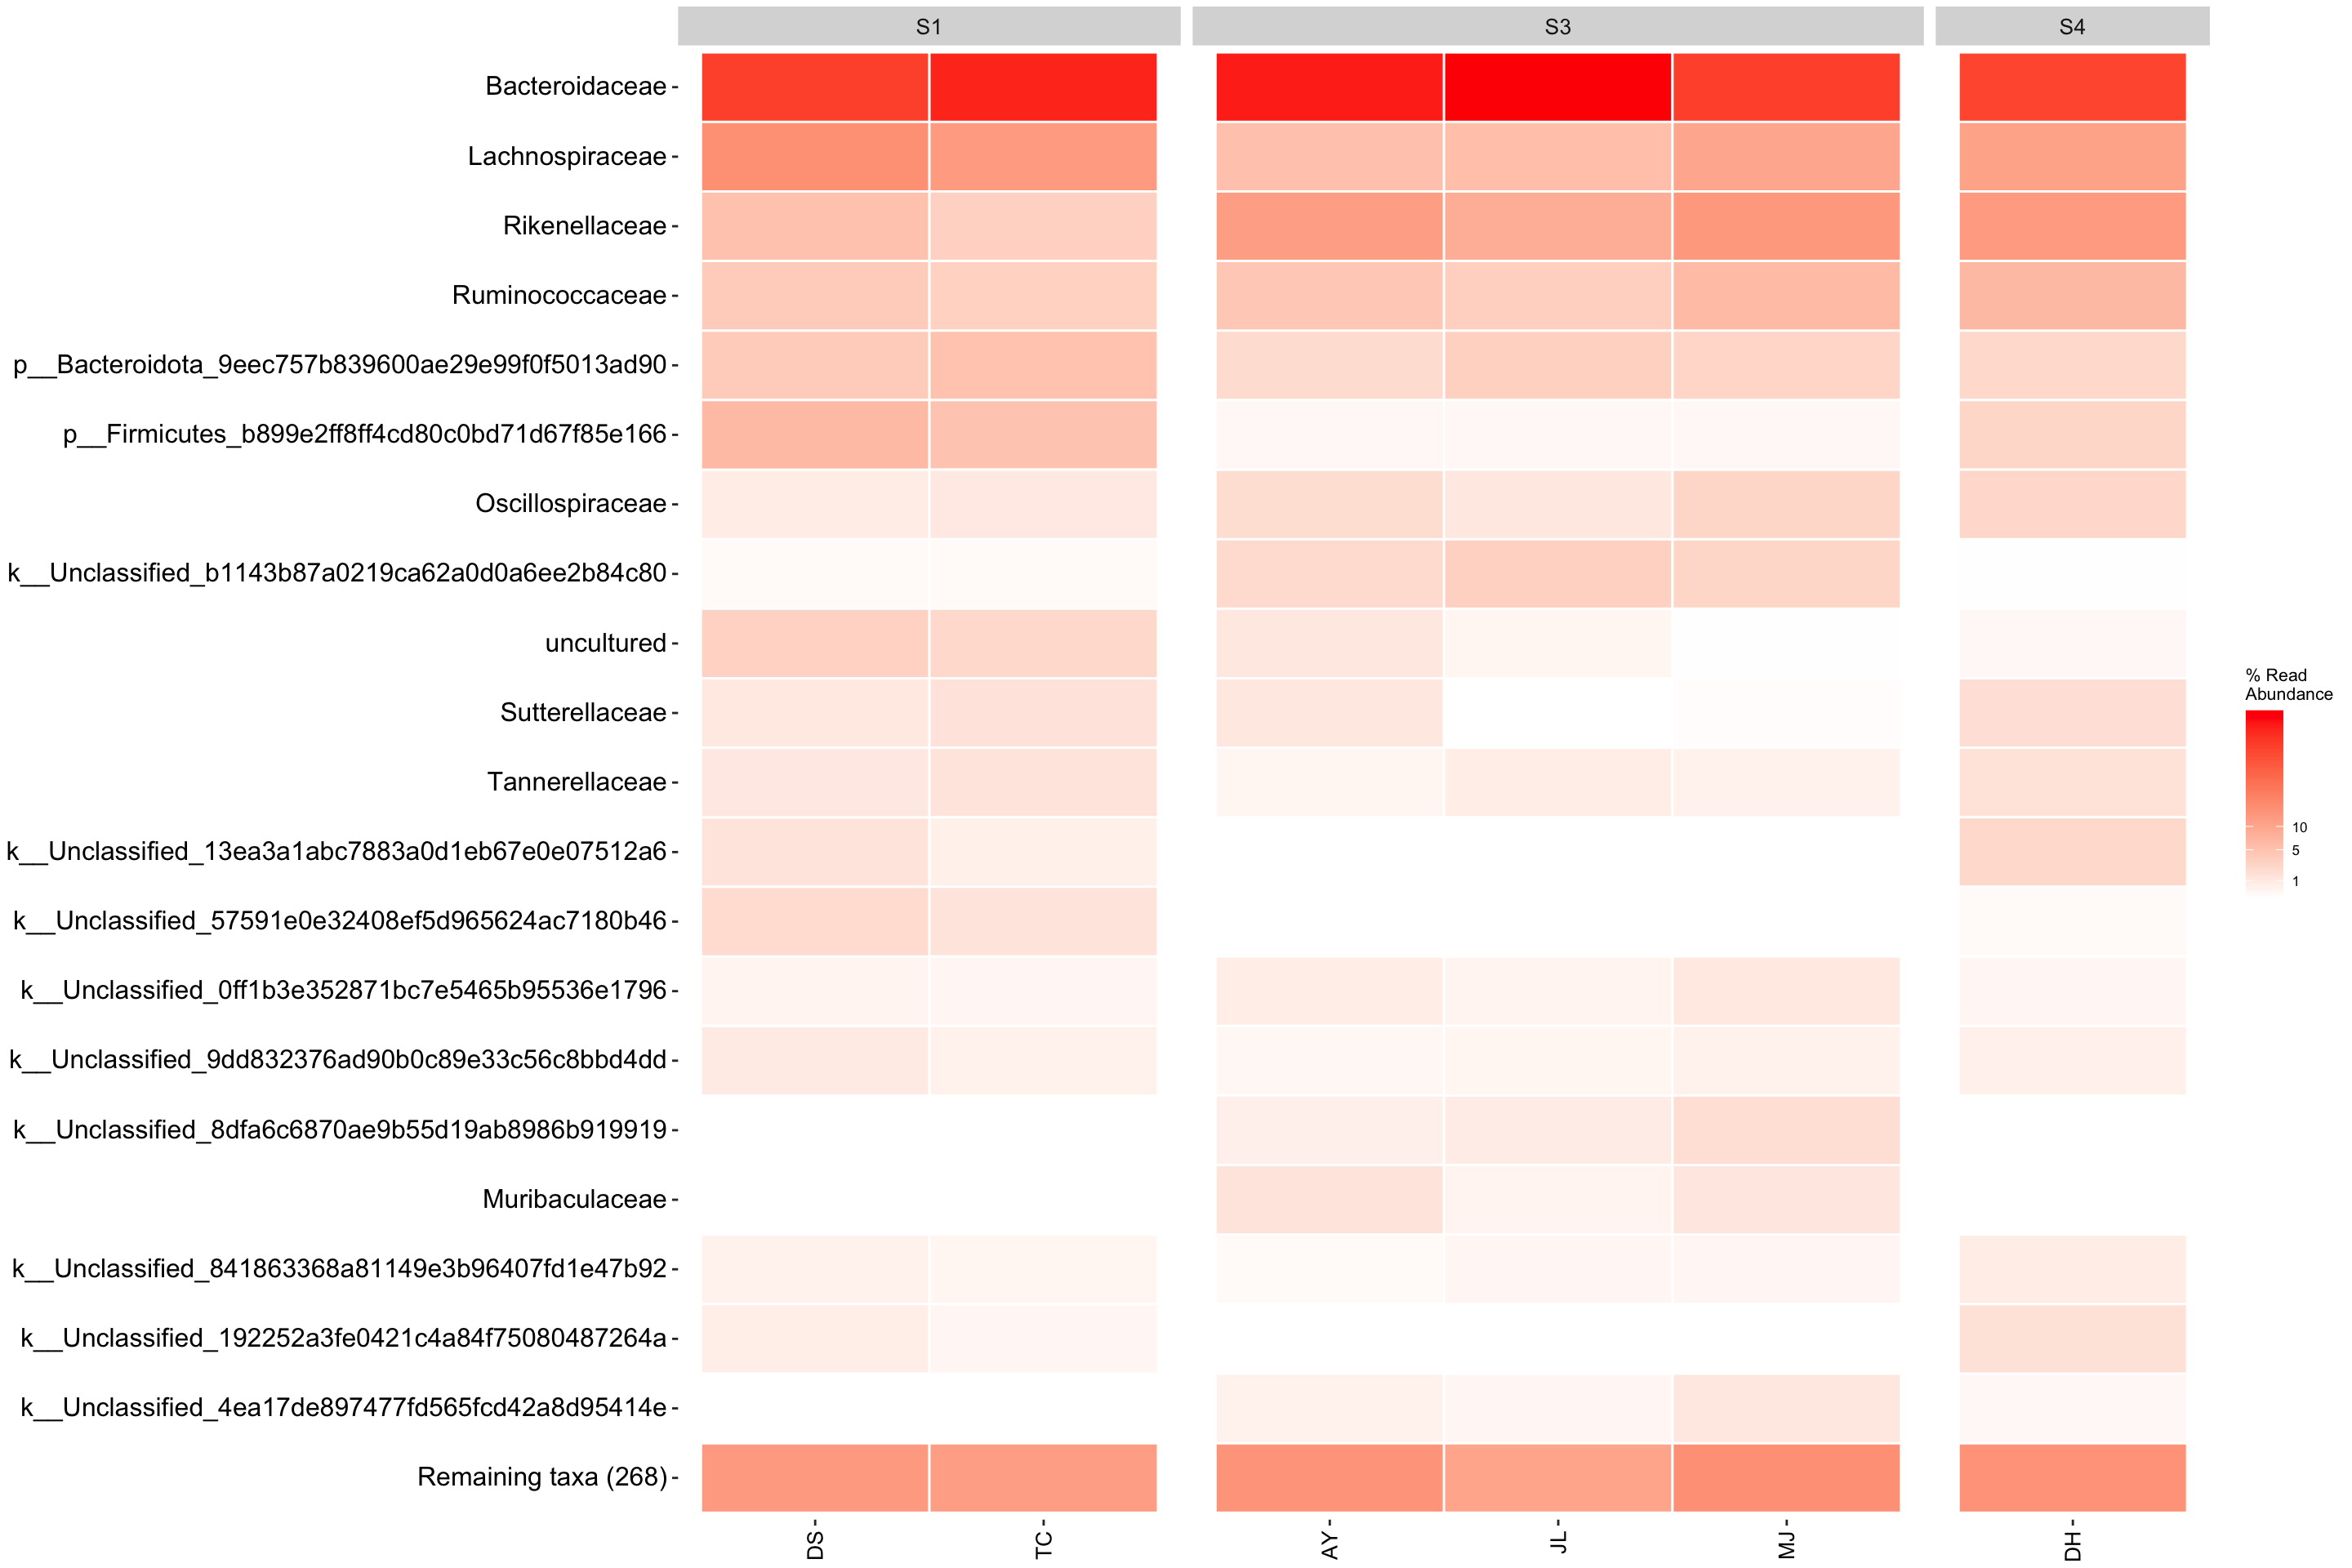 S1
S3
S4
Bacteroidaceae
Lachnospiraceae
Rikenellaceae
Ruminococcaceae
p__Bacteroidota_9eec757b839600ae29e99f0f5013ad90
p__Firmicutes_b899e2ff8ff4cd80c0bd71d67f85e166
Oscillospiraceae
k__Unclassified_b1143b87a0219ca62a0d0a6ee2b84c80
uncultured
Sutterellaceae
Tannerellaceae
k__Unclassified_13ea3a1abc7883a0d1eb67e0e07512a6
k__Unclassified_57591e0e32408ef5d965624ac7180b46
k__Unclassified_0ff1b3e352871bc7e5465b95536e1796
k__Unclassified_9dd832376ad90b0c89e33c56c8bbd4dd
k__Unclassified_8dfa6c6870ae9b55d19ab8986b919919
Muribaculaceae
k__Unclassified_841863368a81149e3b96407fd1e47b92
k__Unclassified_192252a3fe0421c4a84f75080487264a
k__Unclassified_4ea17de897477fd565fcd42a8d95414e
Remaining taxa (268)
DS
TC
AY
JL
MJ
DH
% Read
Abundance
10
5
1